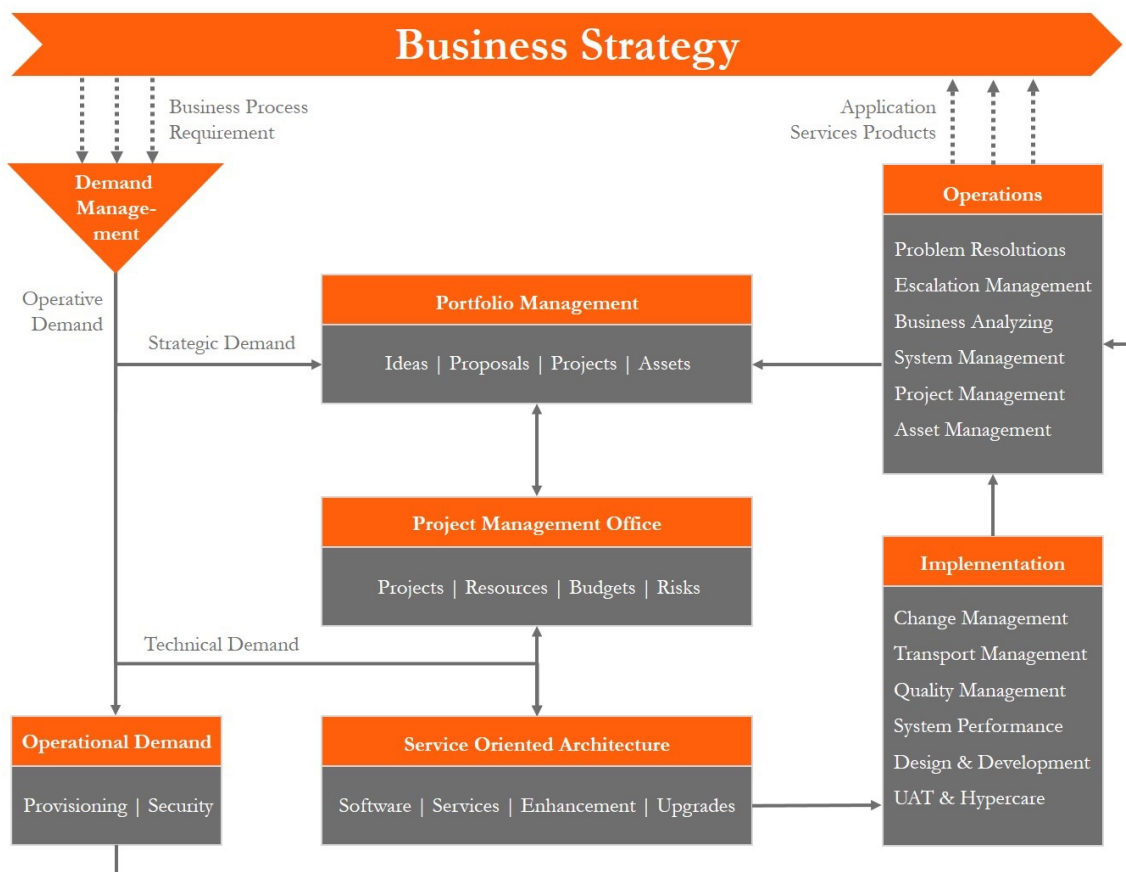 Business Strategy
Business Process
Requirement
Application
Services Products
Demand
Manage-
ment
Operations
Problem Resolutions
Escalation Management
Business Analyzing
System Management
Project Management
Asset Management
Operative
Demand
Strategic Demand
Portfolio Management
Ideas | Proposals | Projects | Assets
Project Management Office
Projects | Resources | Budgets | Risks
Implementation
Change Management
Transport Management
Quality Management
System Performance
Design & Development
UAT & Hypercare
Technical Demand
Operational Demand
Provisioning | Security
Service Oriented Architecture
Software | Services | Enhancement | Upgrades